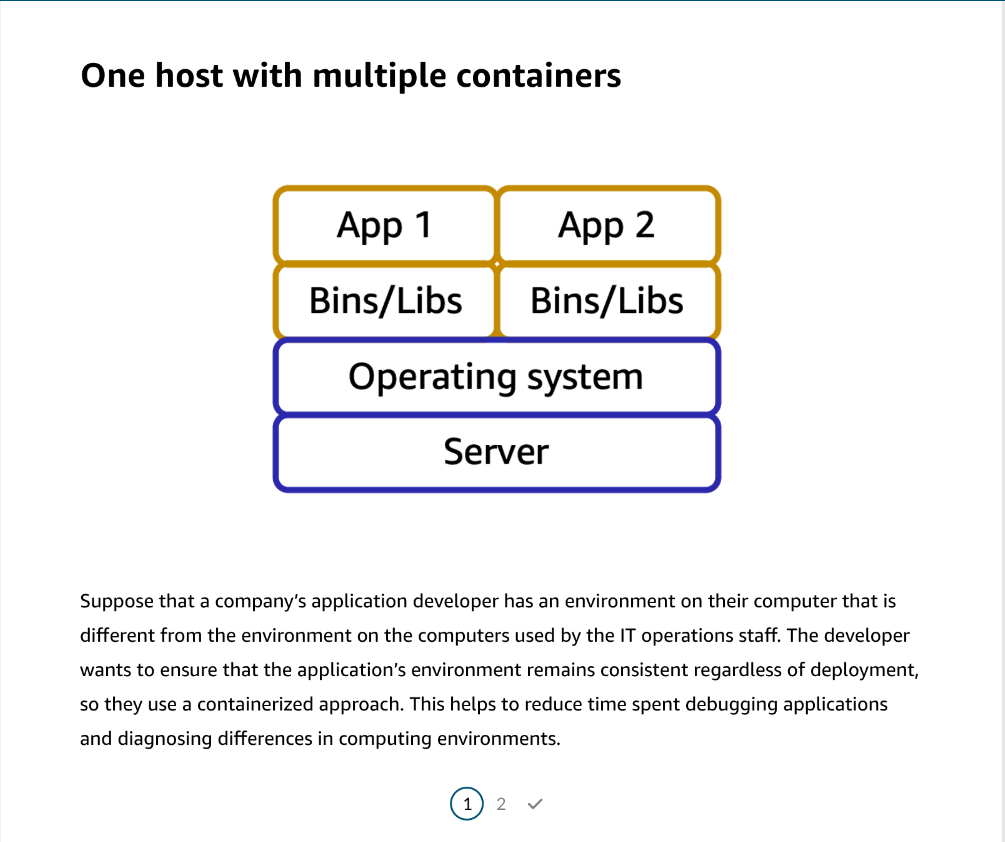 One host with multiple containers
App 1
App 2
Bins/Libs
Bins/Libs
Operating system
Server
Suppose that a company’s application developer has an environment on their computer that is
different from the environment on the computers used by the IT operations staff. The developer
wants to ensure that the application’s environment remains consistent regardless of deployment,
so they use a containerized approach. This helps to reduce time spent debugging applications
and diagnosing differences in computing environments.
1 2